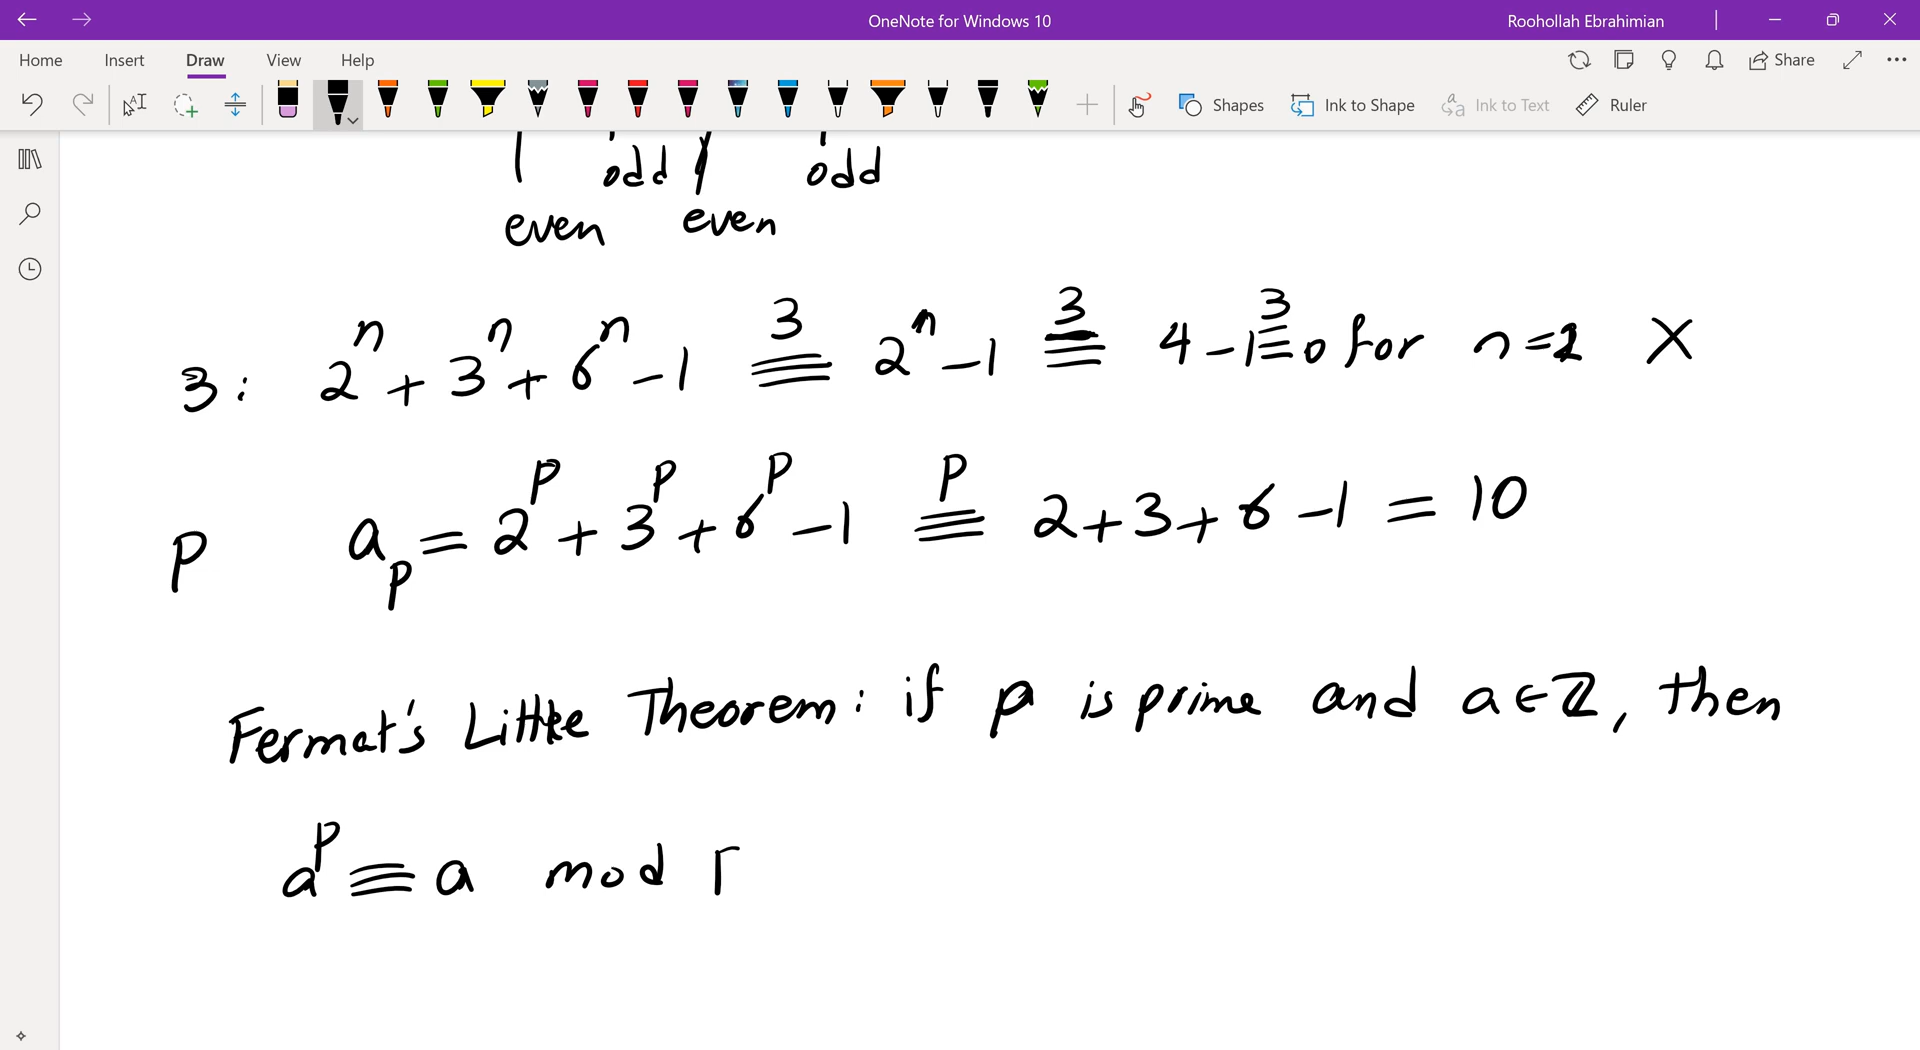 OneNote for Windows 10
Roohollah Ebrahimian
Home Insert Draw View Help Share
Shapes Ink to Shape Ink to Text Ruler
odd odd
even even
3: 2^n + 3^n + 6^n - 1 ≡^3 2^n - 1 ≡^3 4 - 1 ≡^3 0 for n = 2 X
p a_p = 2^p + 3^p + 6^p - 1 ≡^p 2 + 3 + 6 - 1 = 10
Fermat's Little Theorem: if p is prime and a ∈ ℤ, then
a^p ≡ a mod